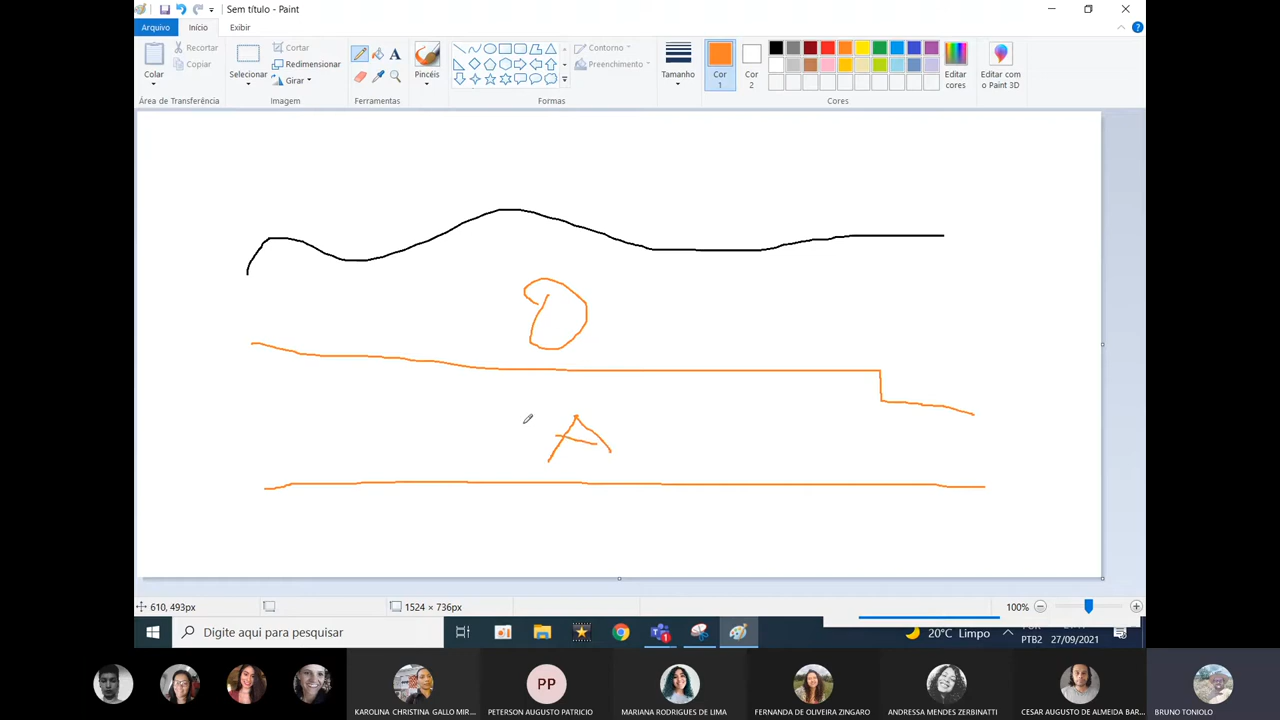 Sem título - Paint
Arquivo Início Exibir
Colar
Recortar
Copiar
Área de Transferência
Selecionar
Cortar
Redimensionar
Girar
Imagem
A
Ferramentas
Pincéis
Contorno
Preenchimento
Formas
Tamanho
Cor 1
Cor 2
Editar cores
Cores
Editar com o Paint 3D
D
A
610, 493px
1524 × 736px
100%
Digite aqui para pesquisar
1
20°C Limpo
PTB2
27/09/2021
KAROLINA CHRISTINA GALLO MIR...
PP
PETERSON AUGUSTO PATRICIO
MARIANA RODRIGUES DE LIMA
FERNANDA DE OLIVEIRA ZINGARO
ANDRESSA MENDES ZERBINATTI
CESAR AUGUSTO DE ALMEIDA BAR...
BRUNO TONIOLO